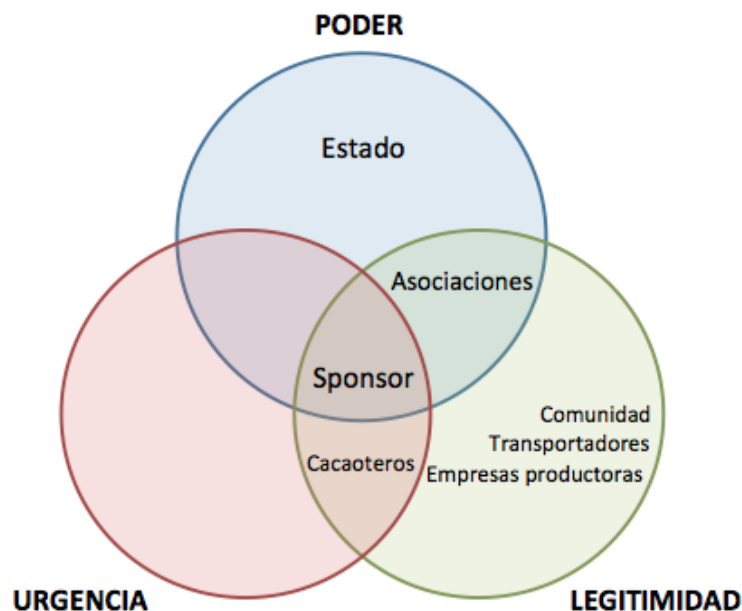 PODER
Estado
Asociaciones
Sponsor
Comunidad
Transportadores
Cacaoteros
Empresas productoras
URGENCIA
LEGITIMIDAD